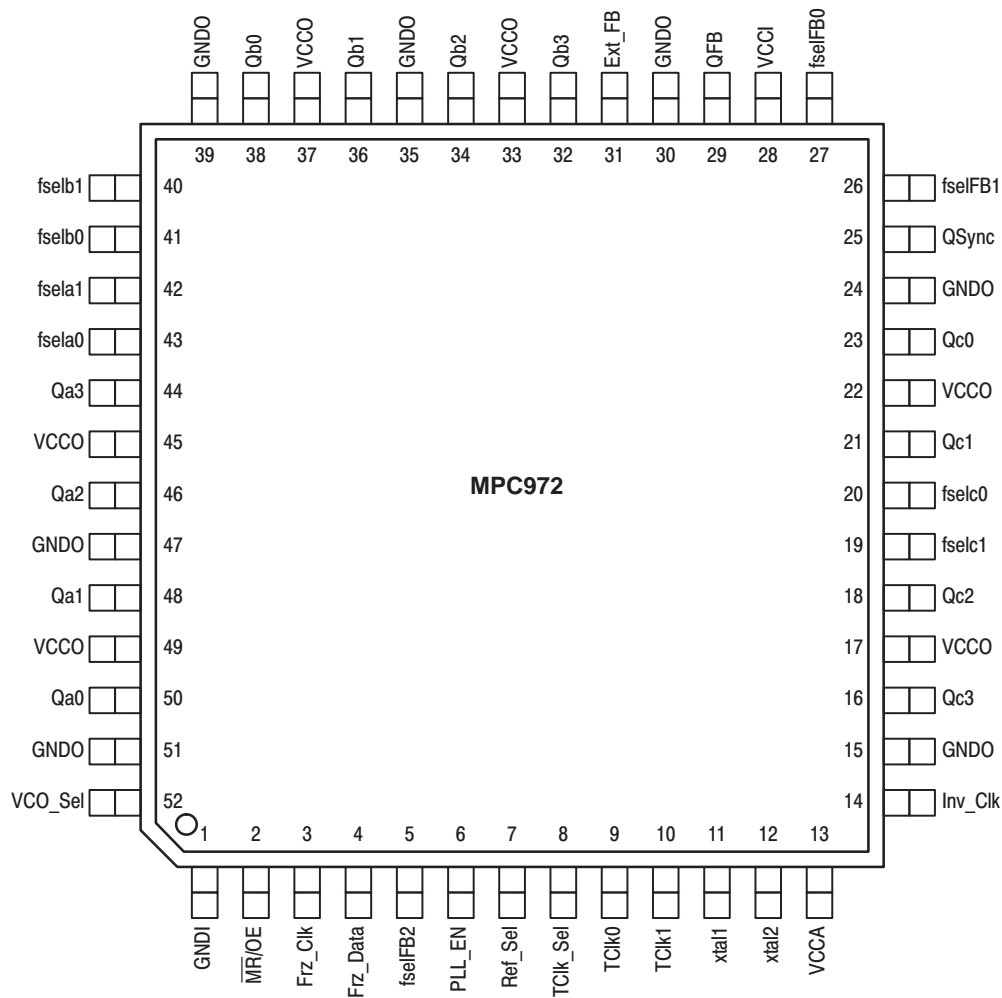 GNDO
Qb0
VCCO
Qb1
GNDO
Qb2
VCCO
Qb3
Ext_FB
GNDO
QFB
VCCI
fselFB0
39 38 37 36 35 34 33 32 31 30 29 28 27
fselb1 40 26 fselFB1
fselb0 41 25 QSync
fsela1 42 24 GNDO
fsela0 43 23 Qc0
Qa3 44 22 VCCO
VCCO 45 21 Qc1
MPC972
Qa2 46 20 fselc0
GNDO 47 19 fselc1
Qa1 48 18 Qc2
VCCO 49 17 VCCO
Qa0 50 16 Qc3
GNDO 51 15 GNDO
VCO_Sel 52 14 Inv_Clk
1 2 3 4 5 6 7 8 9 10 11 12 13
GNDI
M̅R̅/OE
Frz_Clk
Frz_Data
fselFB2
PLL_EN
Ref_Sel
TClk_Sel
TClk0
TClk1
xtal1
xtal2
VCCA